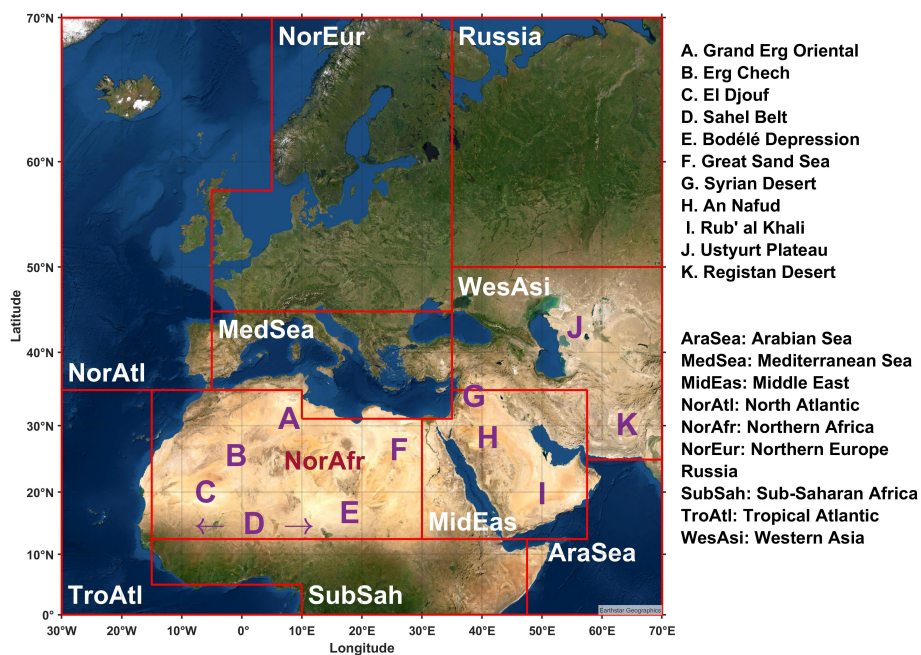 70°N
60°N
50°N
40°N
30°N
20°N
10°N
0°
Latitude
30°W
20°W
10°W
0°
10°E
20°E
30°E
40°E
50°E
60°E
70°E
Longitude
NorEur
Russia
WesAsi
MedSea
NorAtl
J
G
A
K
F
H
B
NorAfr
C
I
E
← D →
MidEas
AraSea
TroAtl
SubSah
Earthstar Geographics
A. Grand Erg Oriental
B. Erg Chech
C. El Djouf
D. Sahel Belt
E. Bodélé Depression
F. Great Sand Sea
G. Syrian Desert
H. An Nafud
I. Rub' al Khali
J. Ustyurt Plateau
K. Registan Desert
AraSea: Arabian Sea
MedSea: Mediterranean Sea
MidEas: Middle East
NorAtl: North Atlantic
NorAfr: Northern Africa
NorEur: Northern Europe
Russia
SubSah: Sub-Saharan Africa
TroAtl: Tropical Atlantic
WesAsi: Western Asia